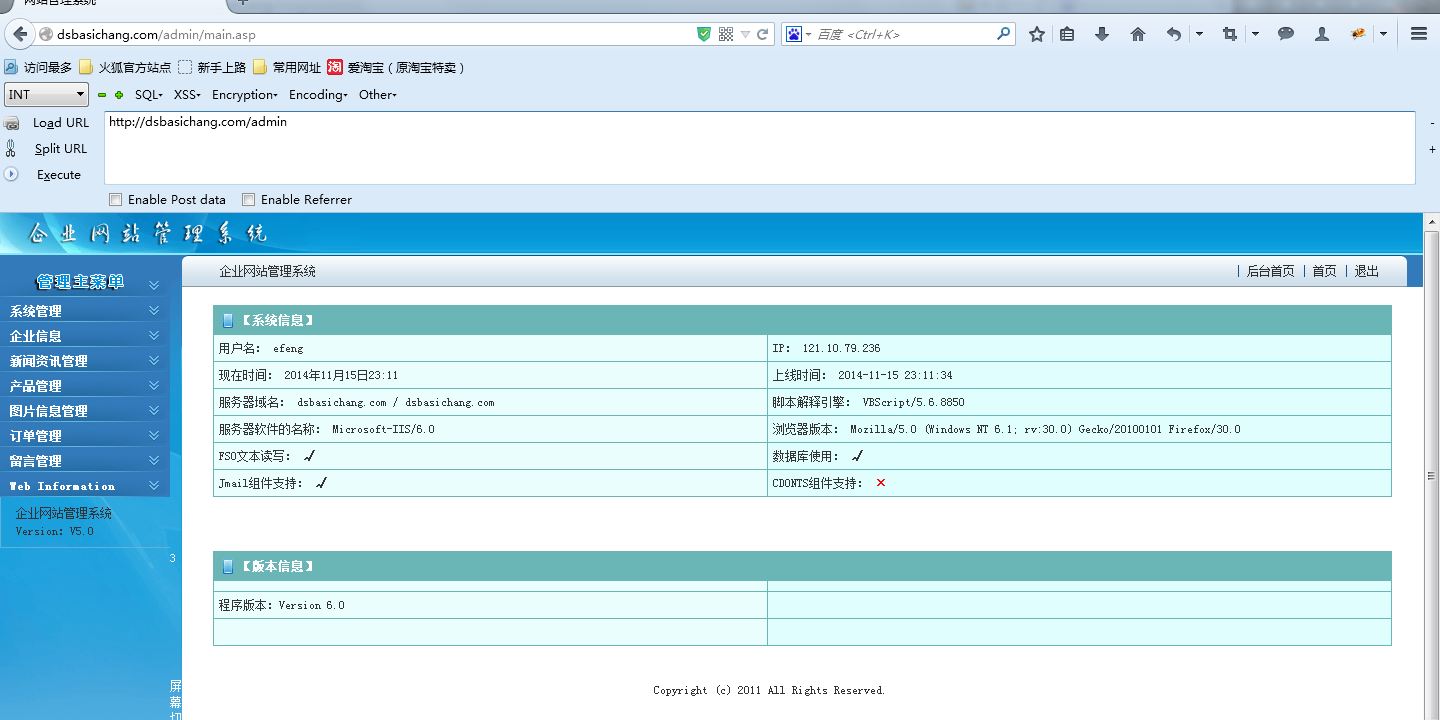 网站管理系统
dsbasichang.com/admin/main.asp
百度 <Ctrl+K>
访问最多 火狐官方站点 新手上路 常用网址 淘 爱淘宝（原淘宝特卖）
INT SQL XSS Encryption Encoding Other
Load URL http://dsbasichang.com/admin
Split URL
Execute
Enable Post data Enable Referrer
企业网站管理系统
管理主菜单
系统管理
企业信息
新闻资讯管理
产品管理
图片信息管理
订单管理
留言管理
Web Information
企业网站管理系统
Version: V5.0
3
屏
幕
企业网站管理系统 | 后台首页 | 首页 | 退出
【系统信息】
用户名： efeng IP： 121.10.79.236
现在时间： 2014年11月15日23:11 上线时间： 2014-11-15 23:11:34
服务器域名： dsbasichang.com / dsbasichang.com 脚本解释引擎： VBScript/5.6.8850
服务器软件的名称： Microsoft-IIS/6.0 浏览器版本： Mozilla/5.0 (Windows NT 6.1; rv:30.0) Gecko/20100101 Firefox/30.0
FSO文本读写： ✓ 数据库使用： ✓
Jmail组件支持： ✓ CDONTS组件支持： ×
【版本信息】
程序版本：Version 6.0
Copyright (c) 2011 All Rights Reserved.